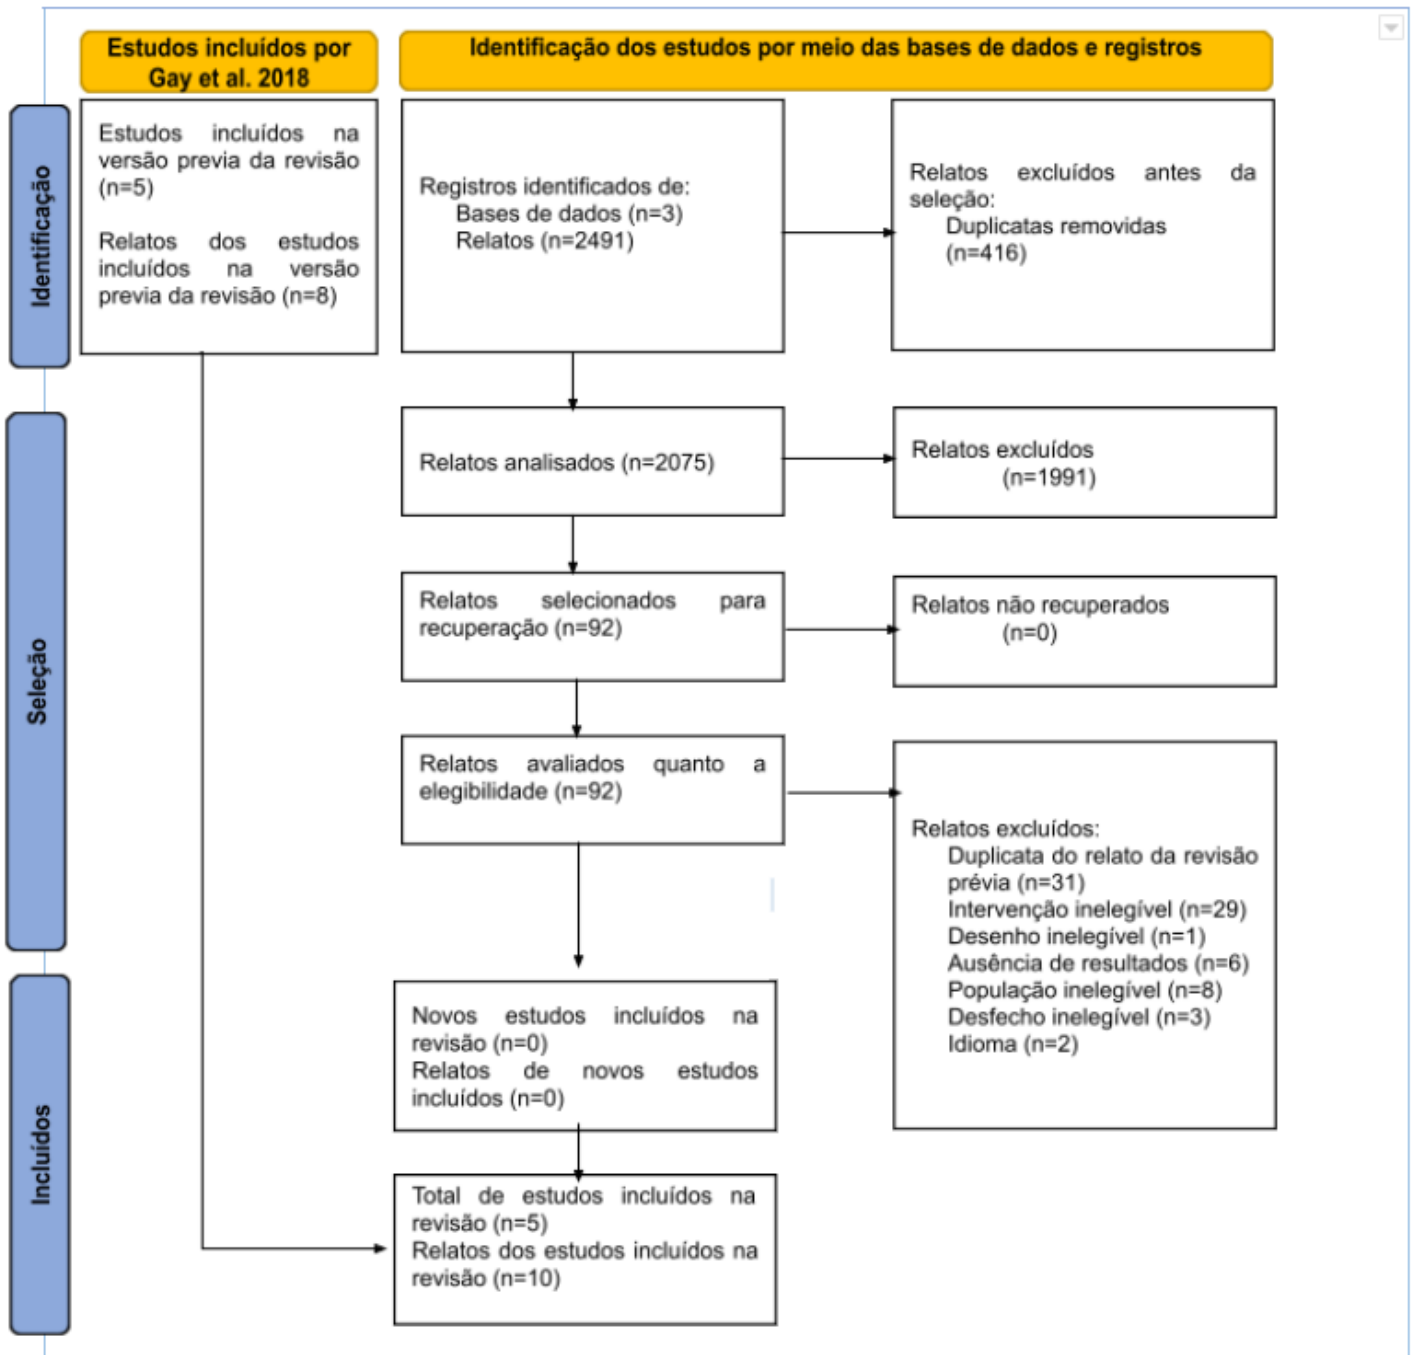 Estudos incluídos por
Gay et al. 2018
Identificação dos estudos por meio das bases de dados e registros
Identificação
Estudos incluídos na
versão previa da revisão
(n=5)
Relatos dos estudos
incluídos na versão
previa da revisão (n=8)
Registros identificados de:
Bases de dados (n=3)
Relatos (n=2491)
Relatos excluídos antes da
seleção:
Duplicatas removidas
(n=416)
Seleção
Relatos analisados (n=2075)
Relatos excluídos
(n=1991)
Relatos selecionados para
recuperação (n=92)
Relatos não recuperados
(n=0)
Relatos avaliados quanto a
elegibilidade (n=92)
Relatos excluídos:
Duplicata do relato da revisão
prévia (n=31)
Intervenção inelegível (n=29)
Desenho inelegível (n=1)
Ausência de resultados (n=6)
População inelegível (n=8)
Desfecho inelegível (n=3)
Idioma (n=2)
Incluídos
Novos estudos incluídos na
revisão (n=0)
Relatos de novos estudos
incluídos (n=0)
Total de estudos incluídos na
revisão (n=5)
Relatos dos estudos incluídos na
revisão (n=10)